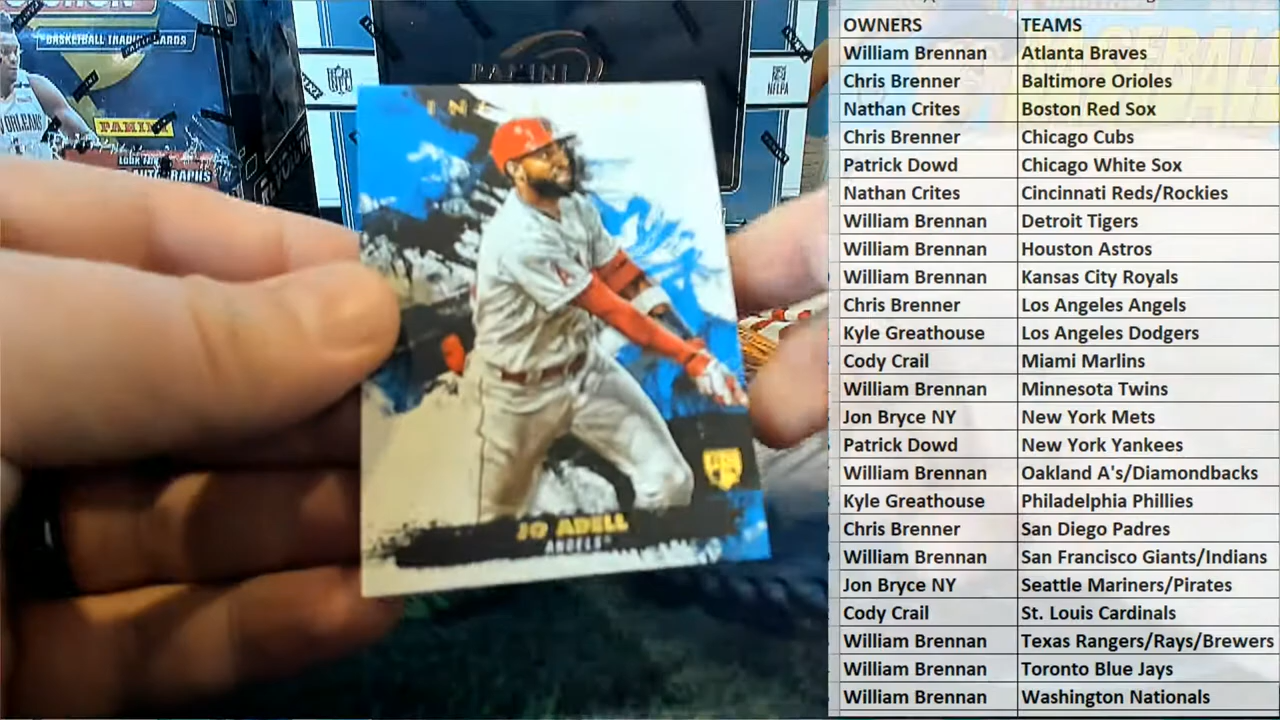 BASKETBALL TRADING CARDS
PANINI
AUTOGRAPHS
PANINI
NFL
NFLPA
JO ADELL
ANGELS
OWNERS TEAMS
William Brennan Atlanta Braves
Chris Brenner Baltimore Orioles
Nathan Crites Boston Red Sox
Chris Brenner Chicago Cubs
Patrick Dowd Chicago White Sox
Nathan Crites Cincinnati Reds/Rockies
William Brennan Detroit Tigers
William Brennan Houston Astros
William Brennan Kansas City Royals
Chris Brenner Los Angeles Angels
Kyle Greathouse Los Angeles Dodgers
Cody Crail Miami Marlins
William Brennan Minnesota Twins
Jon Bryce NY New York Mets
Patrick Dowd New York Yankees
William Brennan Oakland A's/Diamondbacks
Kyle Greathouse Philadelphia Phillies
Chris Brenner San Diego Padres
William Brennan San Francisco Giants/Indians
Jon Bryce NY Seattle Mariners/Pirates
Cody Crail St. Louis Cardinals
William Brennan Texas Rangers/Rays/Brewers
William Brennan Toronto Blue Jays
William Brennan Washington Nationals